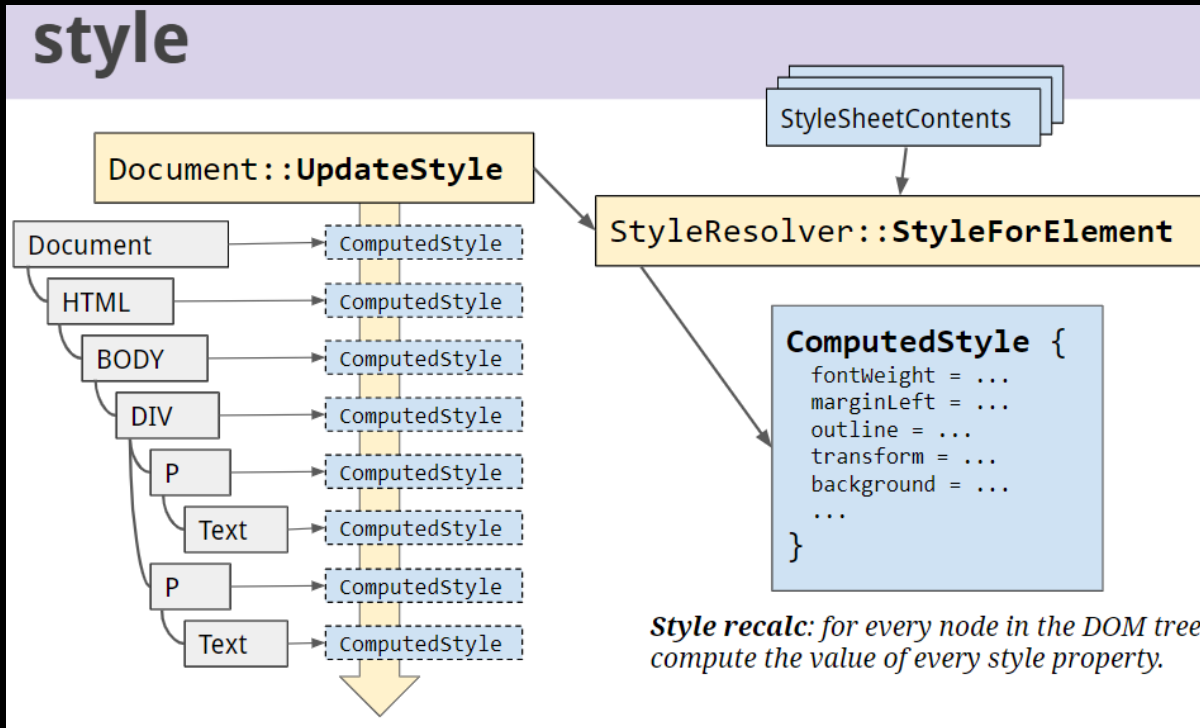 style
StyleSheetContents
Document::UpdateStyle
StyleResolver::StyleForElement
Document
ComputedStyle
HTML
ComputedStyle
BODY
ComputedStyle
DIV
ComputedStyle
P
ComputedStyle
Text
ComputedStyle
P
ComputedStyle
Text
ComputedStyle
ComputedStyle {
fontWeight = ...
marginLeft = ...
outline = ...
transform = ...
background = ...
...
}
Style recalc: for every node in the DOM tree
compute the value of every style property.